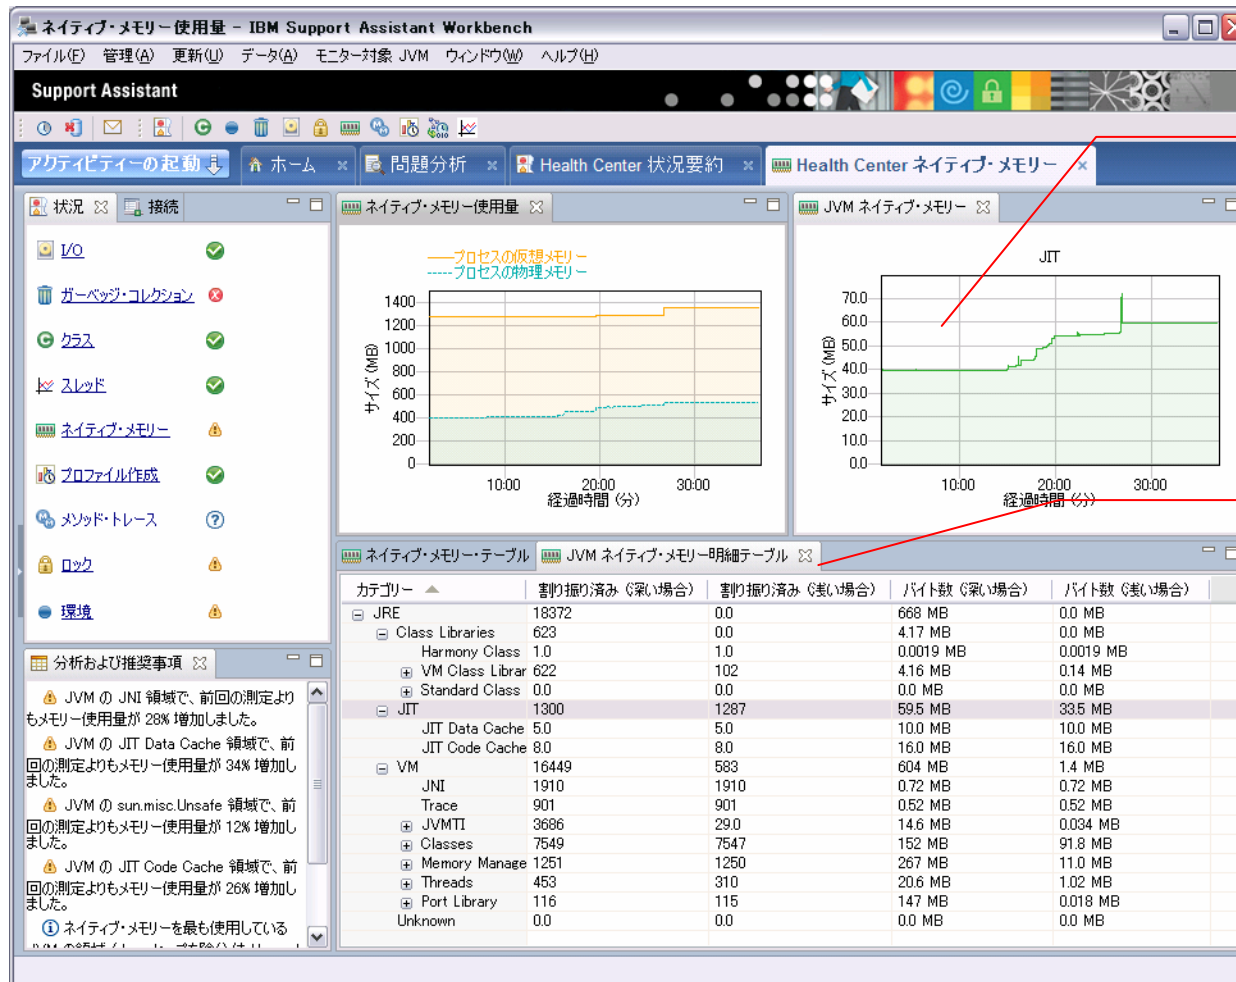 ネイティブ・メモリー使用量 - IBM Support Assistant Workbench
ファイル(F) 管理(A) 更新(U) データ(A) モニター対象 JVM ウィンドウ(W) ヘルプ(H)
Support Assistant
アクティビティーの起動 ホーム 問題分析 Health Center 状況要約 Health Center ネイティブ・メモリー
状況 接続
I/O
ガーベッジ・コレクション
クラス
スレッド
ネイティブ・メモリー
プロファイル作成
メソッド・トレース
ロック
環境
分析および推奨事項
JVM の JNI 領域で、前回の測定より
もメモリー使用量が 28% 増加しました。
JVM の JIT Data Cache 領域で、前
回の測定よりもメモリー使用量が 34% 増加し
ました。
JVM の sun.misc.Unsafe 領域で、前
回の測定よりもメモリー使用量が 12% 増加し
ました。
JVM の JIT Code Cache 領域で、前
回の測定よりもメモリー使用量が 26% 増加し
ました。
ネイティブ・メモリーを最も使用している
ネイティブ・メモリー使用量
プロセスの仮想メモリー
プロセスの物理メモリー
サイズ (MB)
1400
1200
1000
800
600
400
200
0
10:00 20:00 30:00
経過時間 (分)
JVM ネイティブ・メモリー
JIT
サイズ (MB)
70.0
60.0
50.0
40.0
30.0
20.0
10.0
0.0
10:00 20:00 30:00
経過時間 (分)
ネイティブ・メモリー・テーブル JVM ネイティブ・メモリー明細テーブル
カテゴリー 割り振り済み (深い場合) 割り振り済み (浅い場合) バイト数 (深い場合) バイト数 (浅い場合)
JRE 18372 0.0 668 MB 0.0 MB
Class Libraries 623 0.0 4.17 MB 0.0 MB
Harmony Class 1.0 1.0 0.0019 MB 0.0019 MB
VM Class Librar 622 102 4.16 MB 0.14 MB
Standard Class 0.0 0.0 0.0 MB 0.0 MB
JIT 1300 1287 59.5 MB 33.5 MB
JIT Data Cache 5.0 5.0 10.0 MB 10.0 MB
JIT Code Cache 8.0 8.0 16.0 MB 16.0 MB
VM 16449 583 604 MB 1.4 MB
JNI 1910 1910 0.72 MB 0.72 MB
Trace 901 901 0.52 MB 0.52 MB
JVMTI 3686 29.0 14.6 MB 0.034 MB
Classes 7549 7547 152 MB 91.8 MB
Memory Manage 1251 1250 267 MB 11.0 MB
Threads 453 310 20.6 MB 1.02 MB
Port Library 116 115 147 MB 0.018 MB
Unknown 0.0 0.0 0.0 MB 0.0 MB